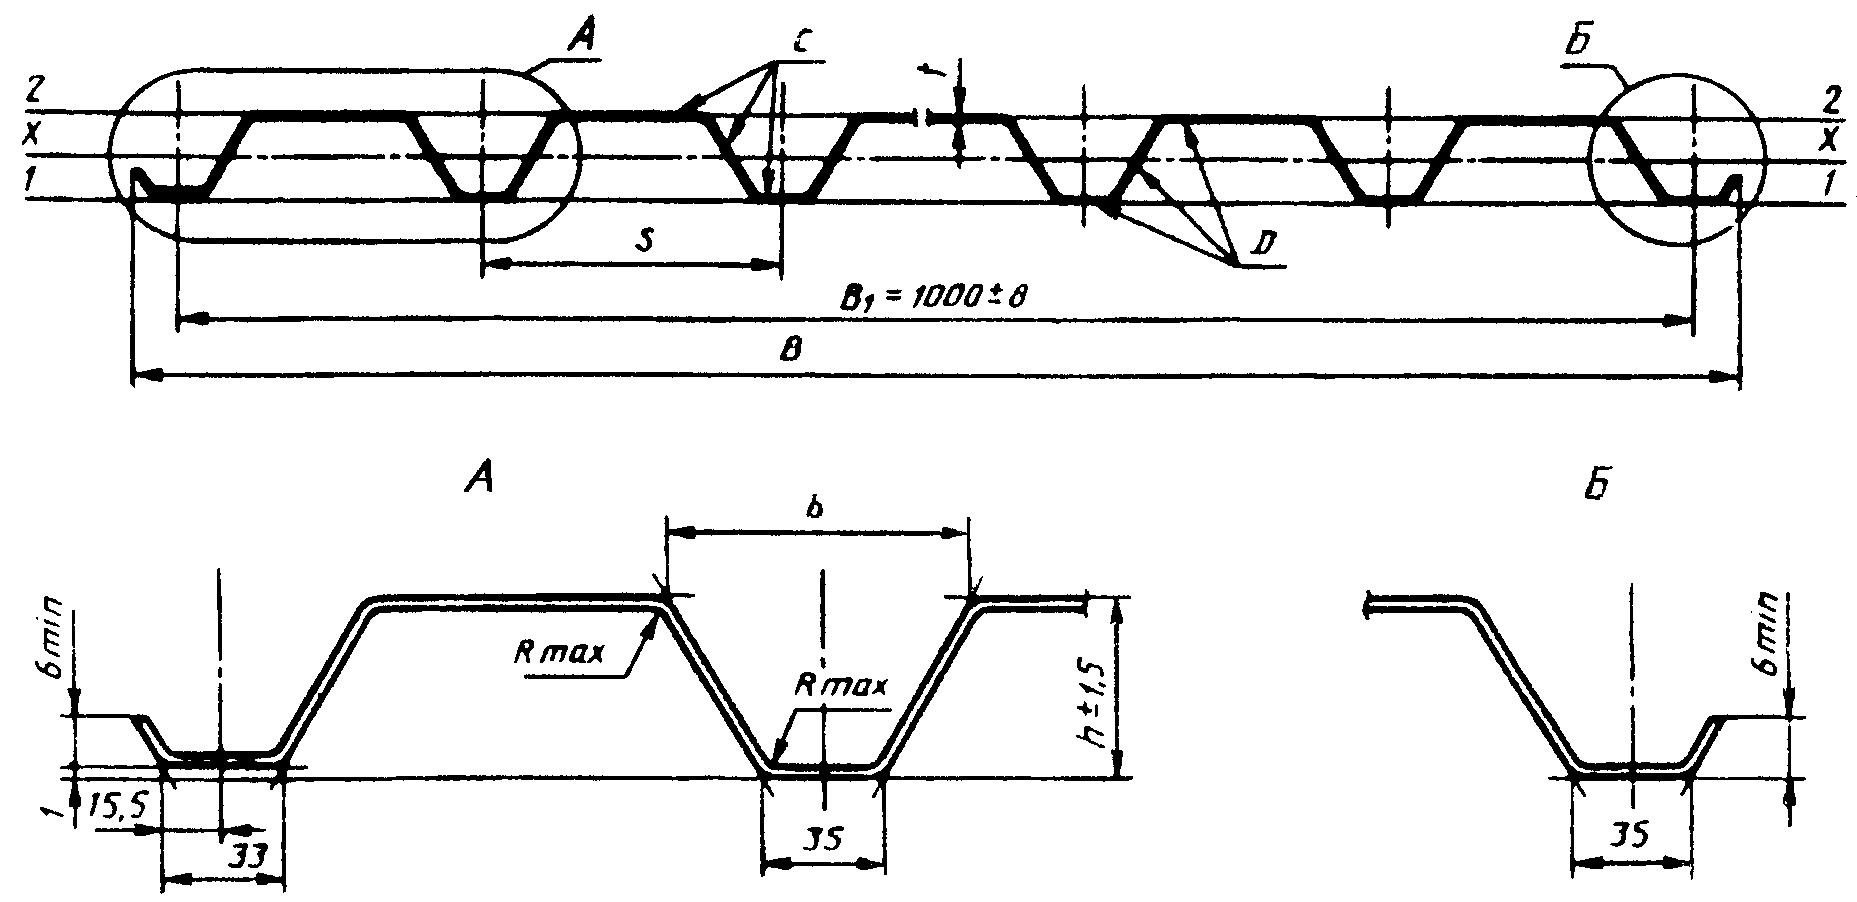 А
С
t
Б
2
2
X
X
1
1
S
D
B₁ = 1000 ± 8
B
А
Б
b
6 min
R max
R max
h ± 1,5
6 min
1
15,5
33
35
35